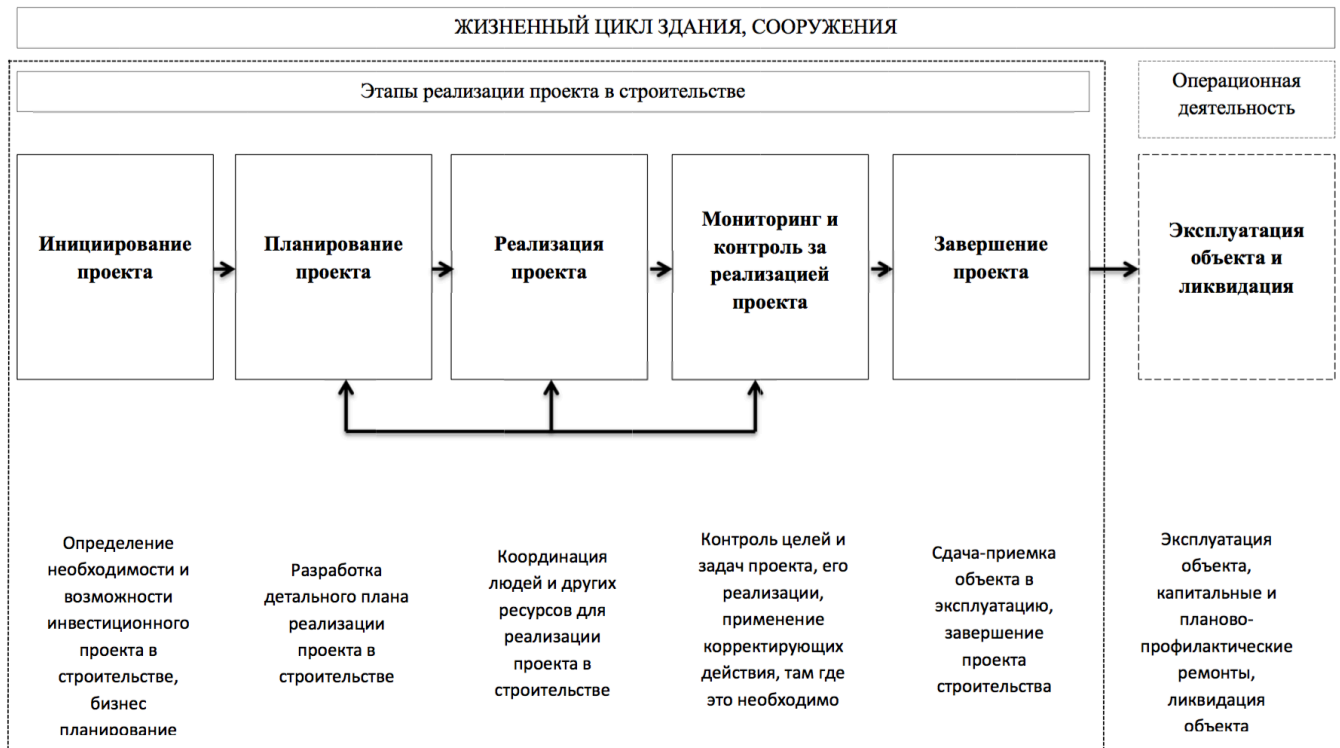 ЖИЗНЕННЫЙ ЦИКЛ ЗДАНИЯ, СООРУЖЕНИЯ
Этапы реализации проекта в строительстве
Операционная
деятельность
Инициирование
проекта
Планирование
проекта
Реализация
проекта
Мониторинг и
контроль за
реализацией
проекта
Завершение
проекта
Эксплуатация
объекта и
ликвидация
Определение
необходимости и
возможности
инвестиционного
проекта в
строительстве,
бизнес
планирование
Разработка
детального плана
реализации
проекта в
строительстве
Координация
людей и других
ресурсов для
реализации
проекта в
строительстве
Контроль целей и
задач проекта, его
реализации,
применение
корректирующих
действия, там где
это необходимо
Сдача-приемка
объекта в
эксплуатацию,
завершение
проекта
строительства
Эксплуатация
объекта,
капитальные и
планово-
профилактические
ремонты,
ликвидация
объекта